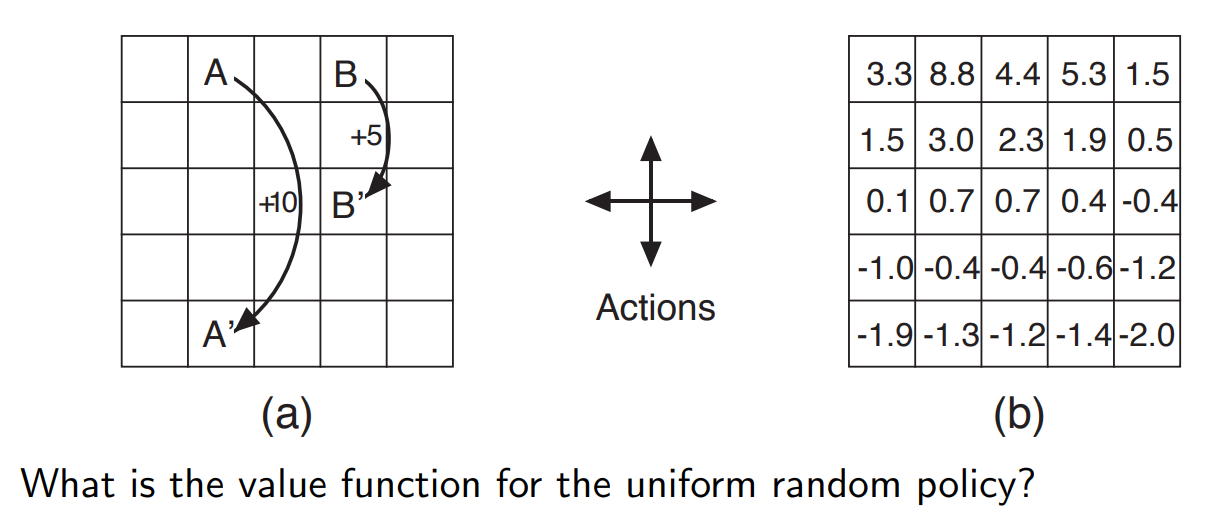 A B
+5
+10 B'
A'
(a)
Actions
3.3 8.8 4.4 5.3 1.5
1.5 3.0 2.3 1.9 0.5
0.1 0.7 0.7 0.4 -0.4
-1.0 -0.4 -0.4 -0.6 -1.2
-1.9 -1.3 -1.2 -1.4 -2.0
(b)
What is the value function for the uniform random policy?